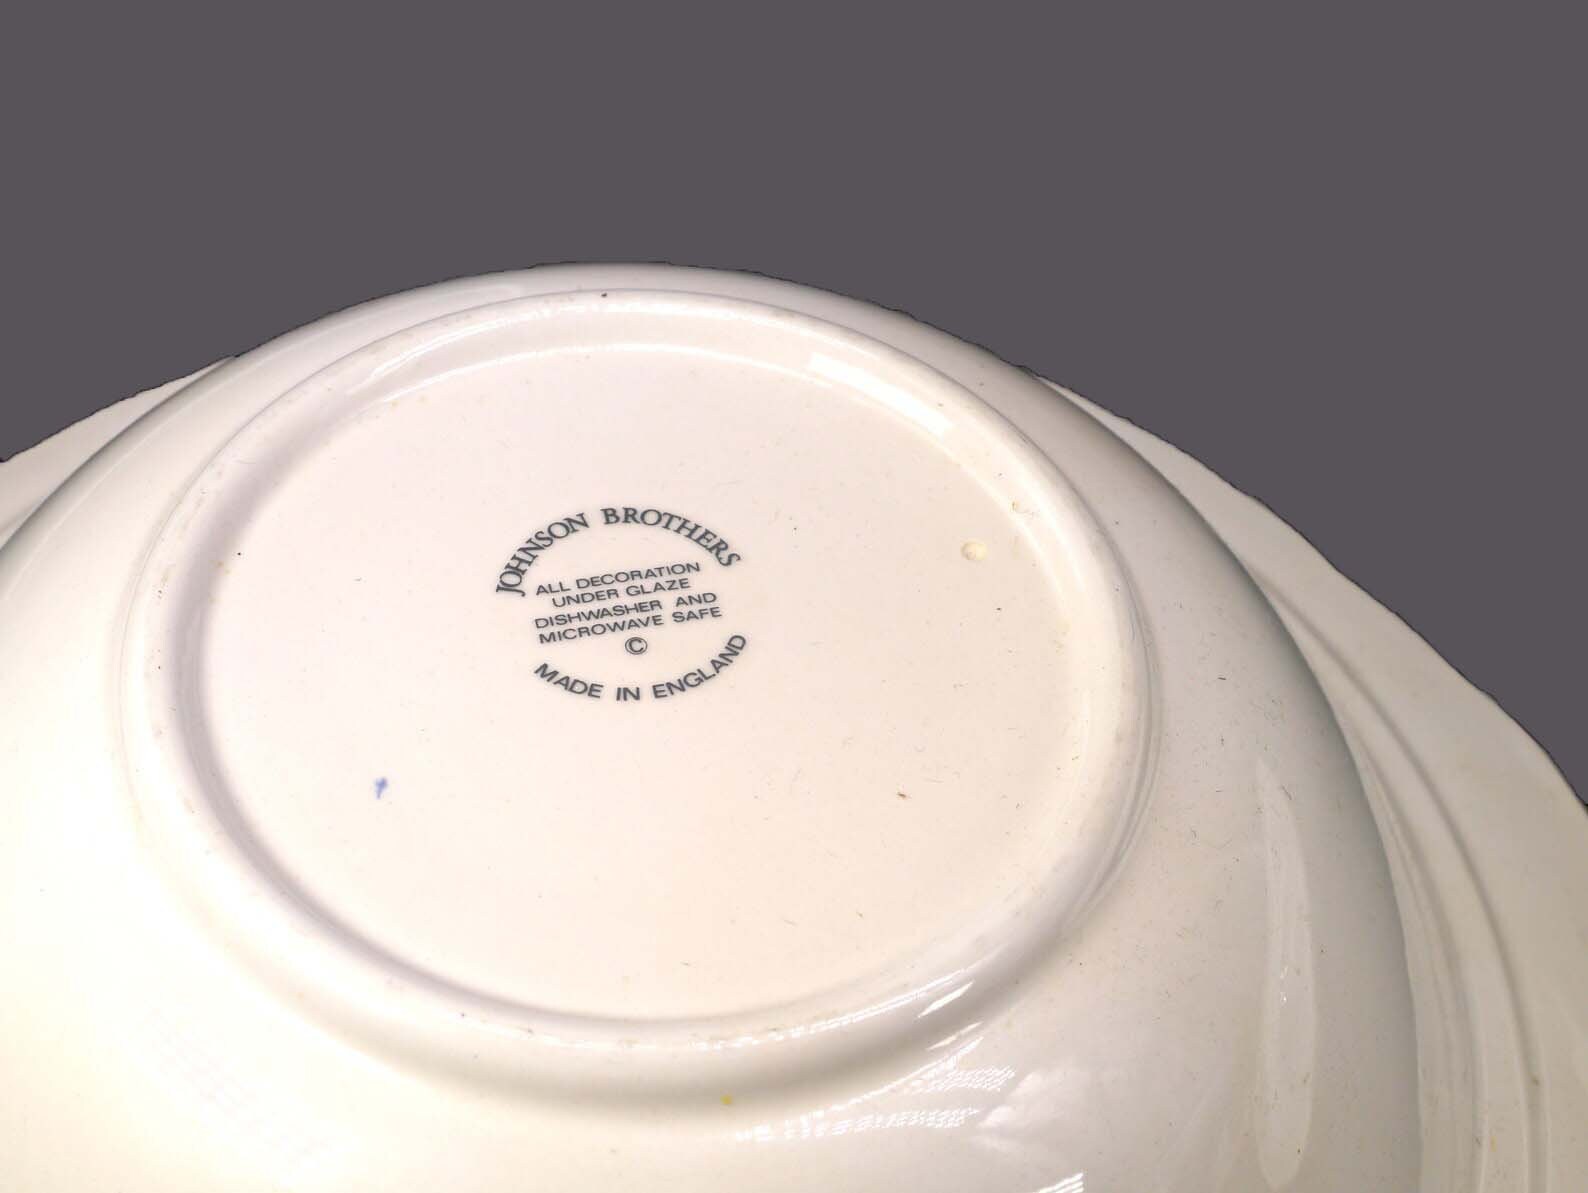 JOHNSON BROTHERS
ALL DECORATION
UNDER GLAZE
DISHWASHER AND
MICROWAVE SAFE
©
MADE IN ENGLAND